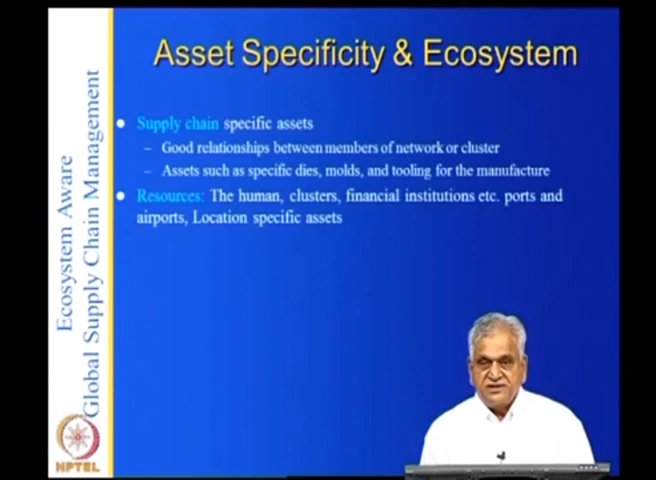 Asset Specificity & Ecosystem
Supply chain specific assets
– Good relationships between members of network or cluster
– Assets such as specific dies, molds, and tooling for the manufacture
Resources: The human, clusters, financial institutions etc. ports and
airports, Location specific assets
Ecosystem Aware
Global Supply Chain Management
NPTEL